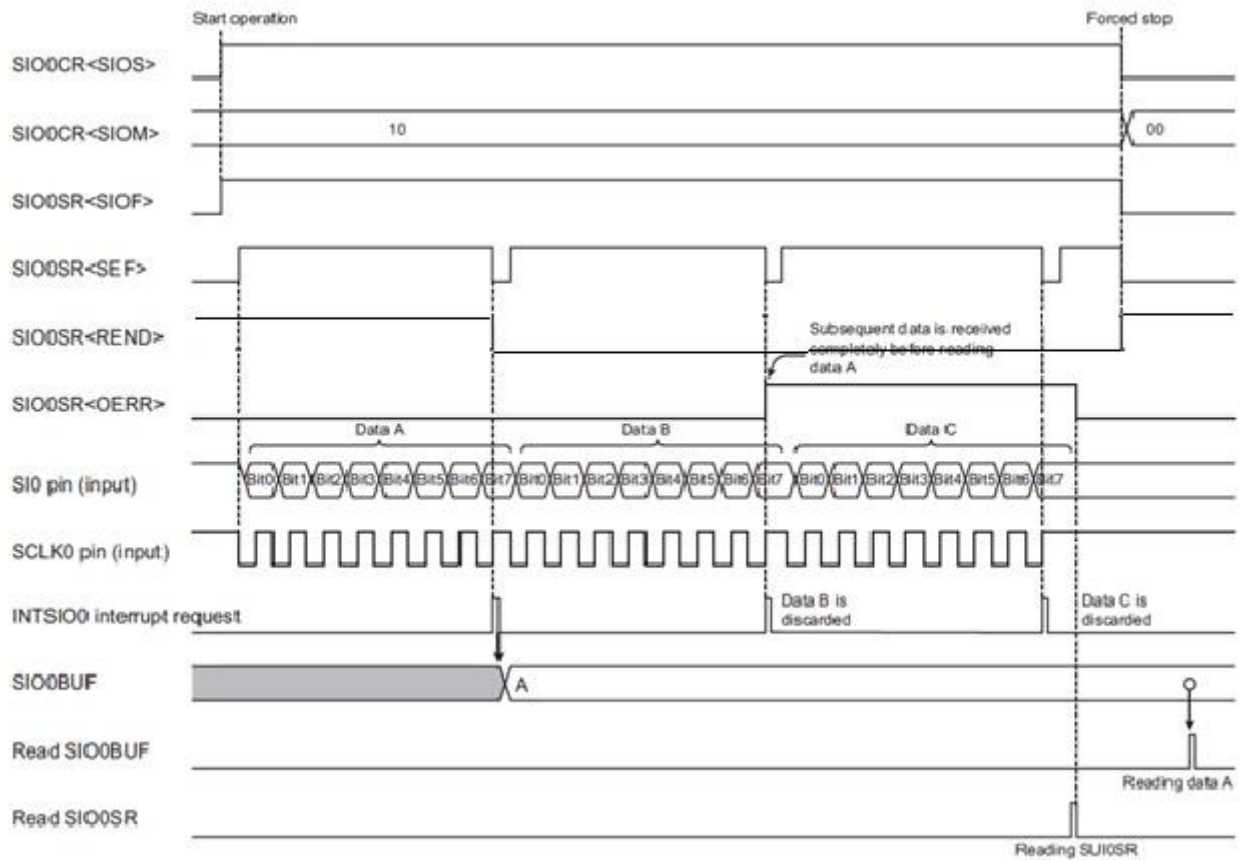 Start operation
Forced stop
SIO0CR<SIOS>
SIO0CR<SIOM>
10
00
SIO0SR<SIOF>
SIO0SR<SEF>
SIO0SR<REND>
Subsequent data is received
completely before reading
data A
SIO0SR<OERR>
Data A
Data B
Data C
SI0 pin (input)
Bit0 Bit1 Bit2 Bit3 Bit4 Bit5 Bit6 Bit7 Bit0 Bit1 Bit2 Bit3 Bit4 Bit5 Bit6 Bit7 Bit0 Bit1 Bit2 Bit3 Bit4 Bit5 Bit6 Bit7
SCLK0 pin (input)
INTSIO0 interrupt request
Data B is
discarded
Data C is
discarded
SIO0BUF
A
Read SIO0BUF
Reading data A
Read SIO0SR
Reading SUI0SR